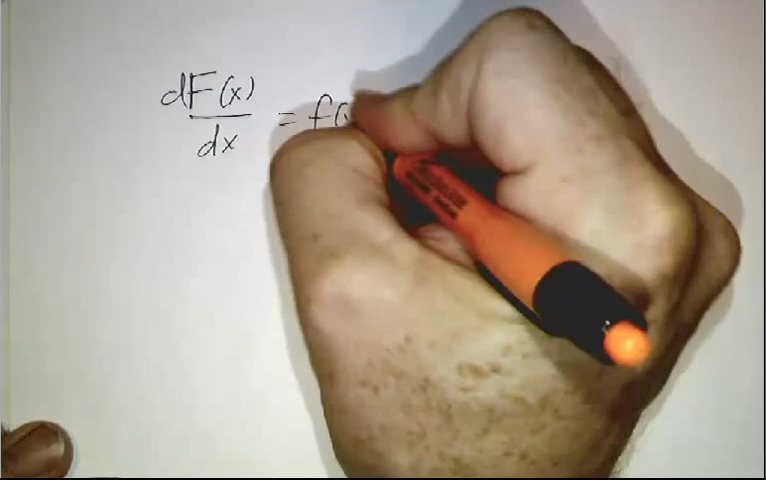 dF(x)
dx
= f(x